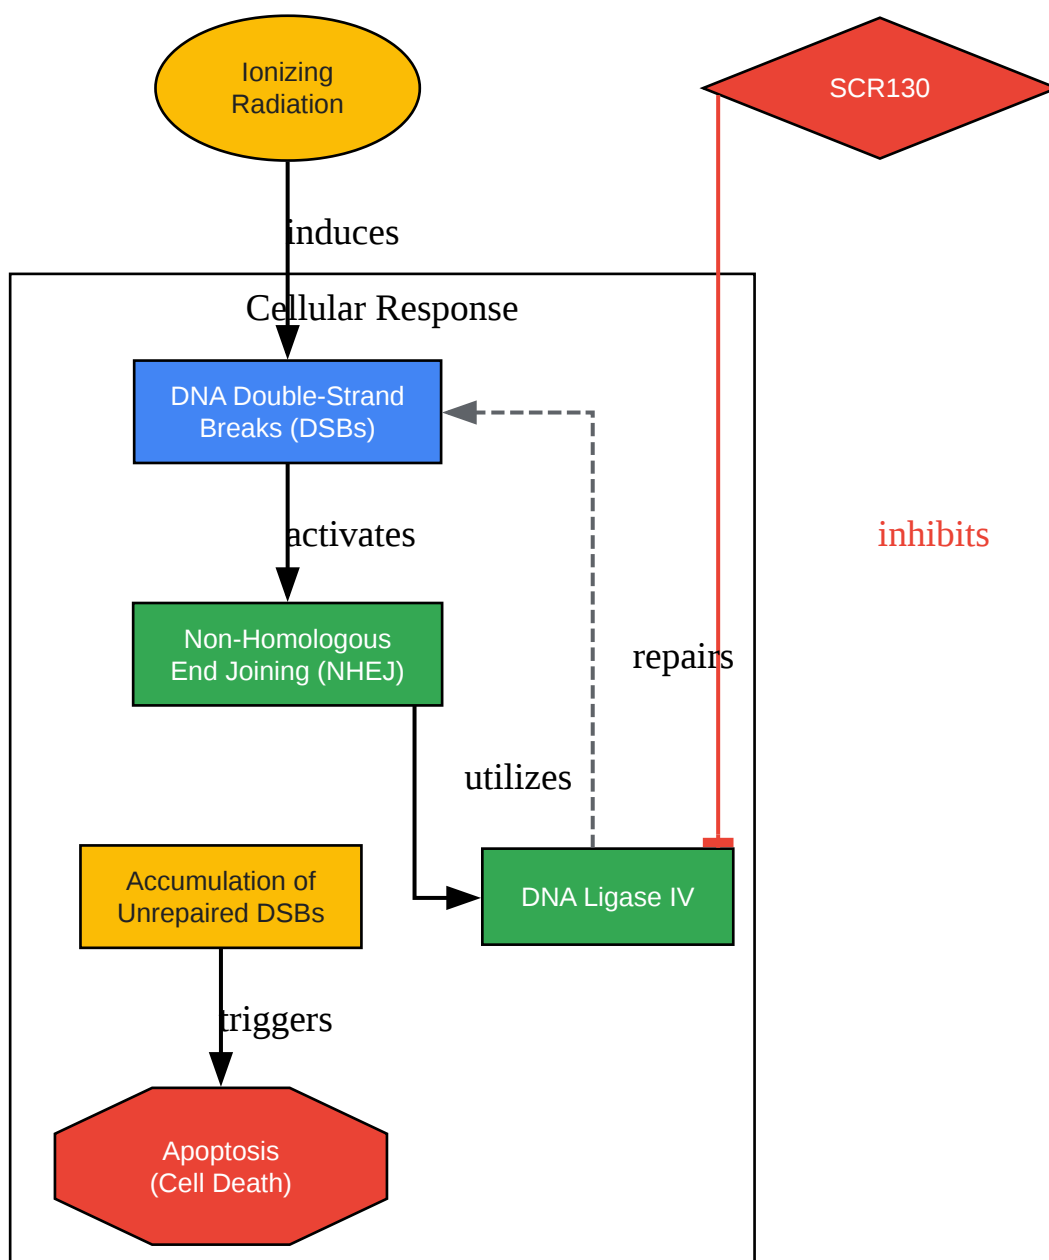 Ionizing
Radiation
SCR130
induces
Cellular Response
DNA Double-Strand
Breaks (DSBs)
activates
inhibits
Non-Homologous
End Joining (NHEJ)
repairs
utilizes
Accumulation of
Unrepaired DSBs
DNA Ligase IV
triggers
Apoptosis
(Cell Death)